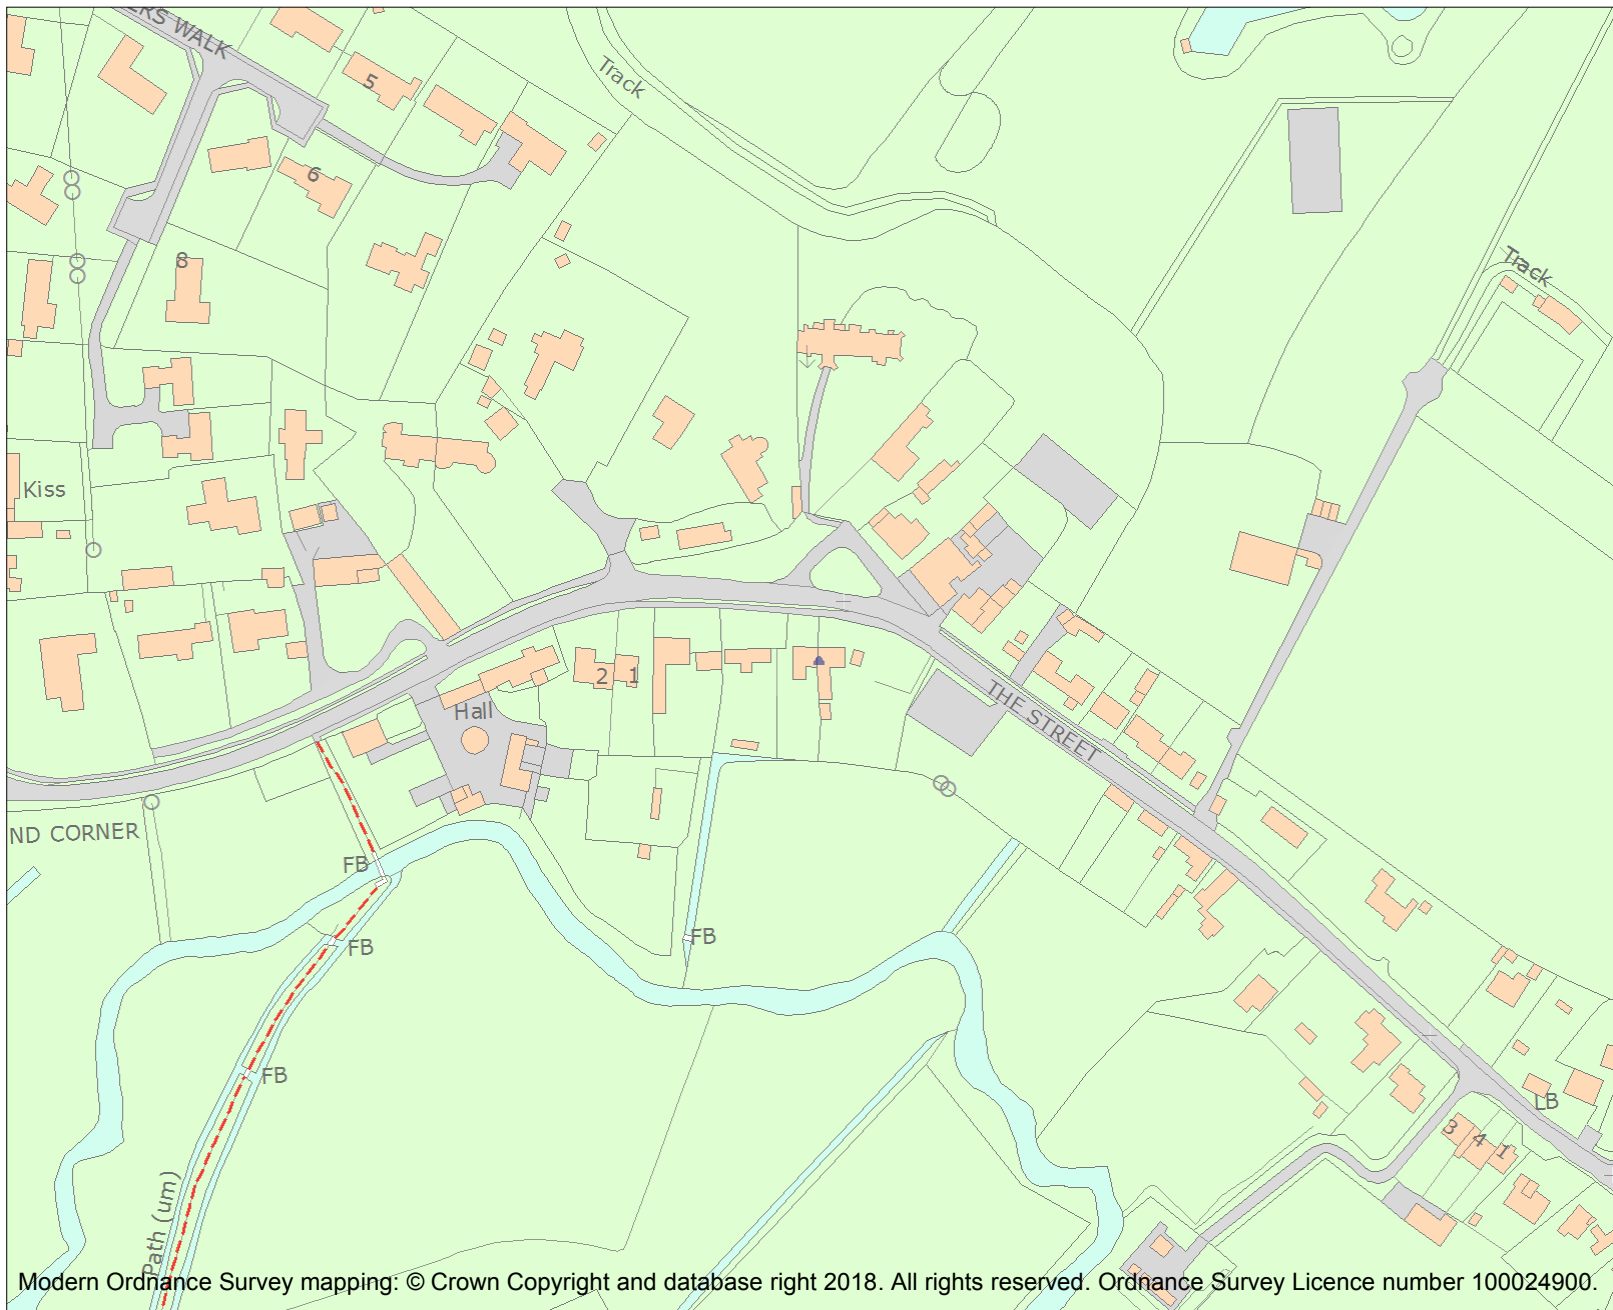 ERS WALK
Track
5
6
8
Track
Kiss
2 1
Hall
THE STREET
ND CORNER
FB
FB
FB
FB
LB
3 4 1
Path (um)
Modern Ordnance Survey mapping: © Crown Copyright and database right 2018. All rights reserved. Ordnance Survey Licence number 100024900.